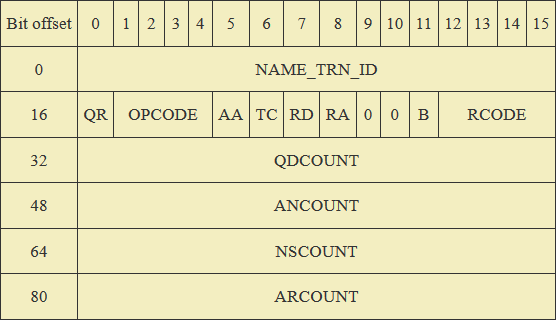 Bit offset 0 1 2 3 4 5 6 7 8 9 10 11 12 13 14 15
0 NAME_TRN_ID
16 QR OPCODE AA TC RD RA 0 0 B RCODE
32 QDCOUNT
48 ANCOUNT
64 NSCOUNT
80 ARCOUNT